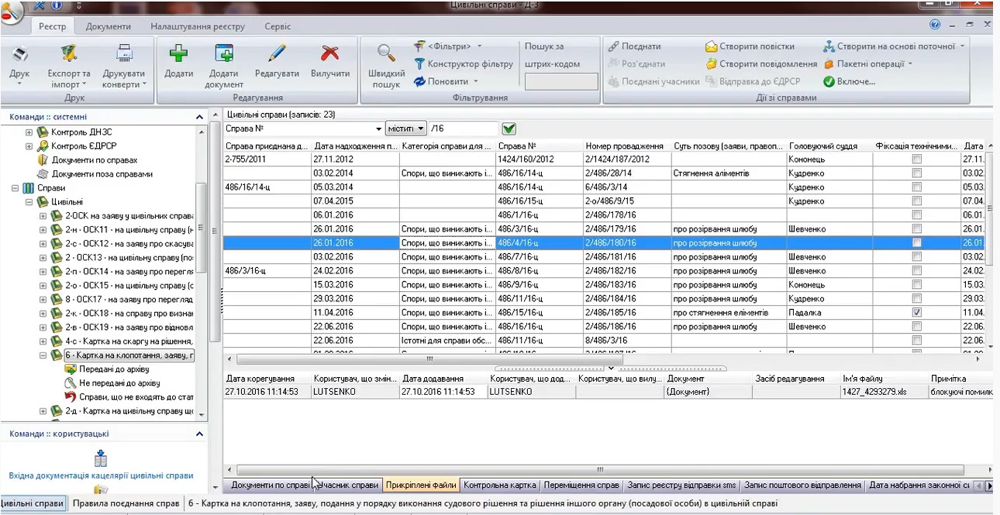 Цивільні справи - Д-3
Реєстр Документи Налаштування реєстру Сервіс
Друк
Експорт та імпорт
Друкувати конверти
Друк
Додати
Додати документ
Редагувати
Вилучити
Редагування
Швидкий пошук
<Фільтри>
Конструктор фільтру
Поновити
Пошук за
штрих-кодом
Фільтрування
Поєднати
Роз'єднати
Поєднані учасники
Створити повістки
Створити повідомлення
Відправка до ЄДРСР
Створити на основі поточної
Пакетні операції
Включе...
Дії зі справами
Команди :: системні
Контроль ДНЗС
Контроль ЄДРСР
Документи по справах
Документи поза справами
Справи
Цивільні
2-ОСК на заяву у цивільних справа
2-н - ОСК11 - на цивільну справу (н
2-с - ОСК12 - на заяву про скасува
2 - ОСК13 - на цивільну справу (по
2-п - ОСК14 - на заяву про перегля
2-о - ОСК15 - на цивільну справу (с
8 - ОСК17 - на заяву про перегляд
2-к - ОСК18 - на справу про визнан
2-в - ОСК19 - на заяву про відновл
4-с - Картка на скаргу на рішення,
6 - Картка на клопотання, заяву, г
Передані до архіву
Не передані до архіву
Справи, що не входять до стат
2-д - Картка на цивільну справу що
Команди :: користувацькі
Вхідна документація кацелярії цивільні справи
Цивільні справи (записів: 23)
Справа № містить /16
Справа приєднана д... Дата надходження п... Категорія справи для ... Справа № Номер провадження Суть позову (заяви, правоп... Головуючий суддя Фіксація технічними... Дата
2-755/2011 27.11.2012 1424/160/2012 2/1424/187/2012 Кононець 27.11.
03.02.2014 Спори, що виникають і... 486/16/14-ц 2/486/28/14 Стягнення аліментів Кудренко 03.02
486/16/14-ц 05.03.2014 486/16/14-ц 6/486/3/14 Кудренко 05.03
07.04.2015 486/16/15-ц 2-о/486/9/15 Кудренко 07.04
06.01.2016 486/1/16-ц 2/486/178/16 06.01.
26.01.2016 Спори, що виникають і... 486/3/16-ц 2/486/179/16 про розірвання шлюбу Шевченко 26.01
26.01.2016 Спори, що виникають і... 486/4/16-ц 2/486/180/16 про розірвання шлюбу 26.01
03.02.2016 Спори, що виникають і... 486/7/16-ц 2/486/181/16 про розірвання шлюбу Шевченко 03.02
486/3/16-ц 24.02.2016 Спори, що виникають і... 486/8/16-ц 2/486/182/16 про розірвання шлюбу Шевченко 24.02
15.03.2016 Спори, що виникають і... 486/9/16-ц 2/486/183/16 про розірвання шлюбу Кононець 15.03
29.03.2016 Спори, що виникають і... 486/11/16-ц 2/486/184/16 про розірвання шлюбу Кудренко 29.03
11.04.2016 Спори, що виникають і... 486/15/16-ц 2/486/185/16 про стягненння еліментів Падалка 11.04.
22.06.2016 Спори, що виникають і... 486/16/16-ц 2/486/186/16 про розірвання шлюбу Шевченко 22.06
22.06.2016 Істотні для справи обс... 486/11/16-ц 8/486/3/16 22.06.
Дата корегування Користувач, що змін... Дата додавання Користувач, що дод... Користувач, що вилу... Документ Засіб редагування Ім'я файлу Примітка
27.10.2016 11:14:53 LUTSENKO 27.10.2016 11:14:53 LUTSENKO {Документ} 1427_4293279.xls блокуючі помилк
Документи по справі Учасник справи Прикріплені файли Контрольна картка Переміщення справ Запис реєстру відправки sms Запис поштового відправлення Дата набрання законної си
Цивільні справи Правила поєднання справ 6 - Картка на клопотання, заяву, подання у порядку виконання судового рішення та рішення іншого органу (посадової особи) в цивільній справі